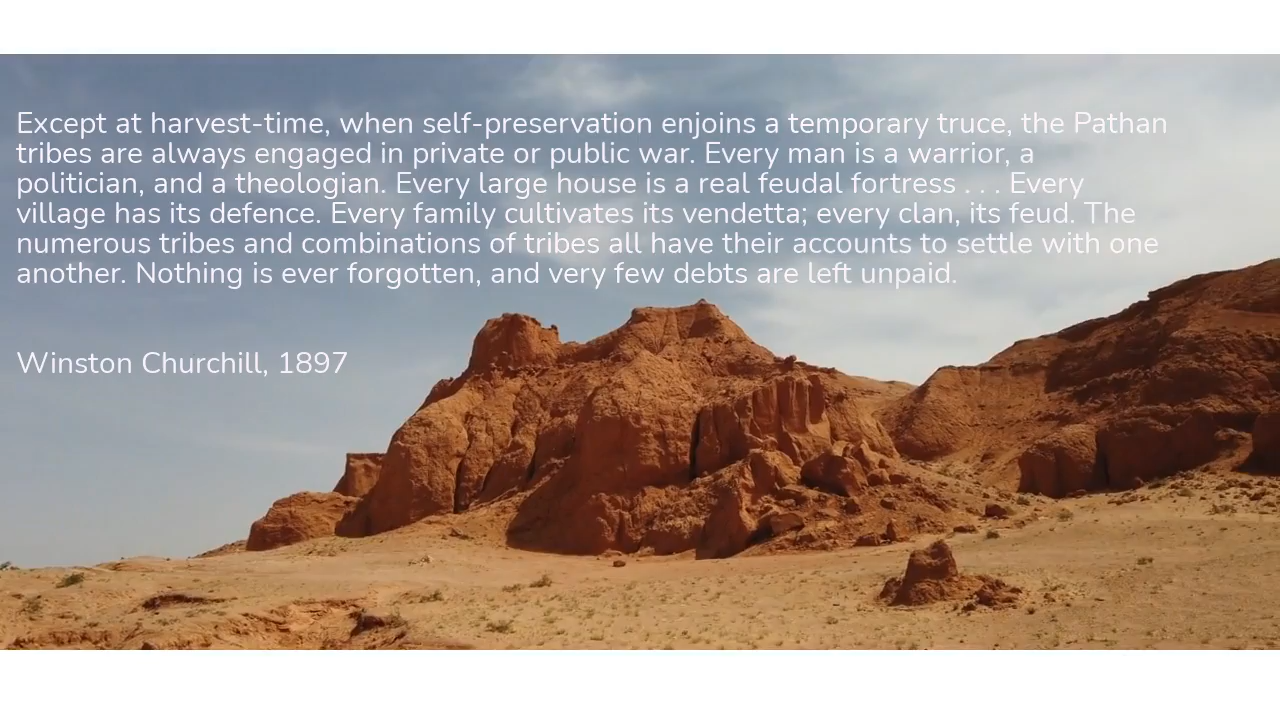 Except at harvest-time, when self-preservation enjoins a temporary truce, the Pathan
tribes are always engaged in private or public war. Every man is a warrior, a
politician, and a theologian. Every large house is a real feudal fortress . . . Every
village has its defence. Every family cultivates its vendetta; every clan, its feud. The
numerous tribes and combinations of tribes all have their accounts to settle with one
another. Nothing is ever forgotten, and very few debts are left unpaid.
Winston Churchill, 1897